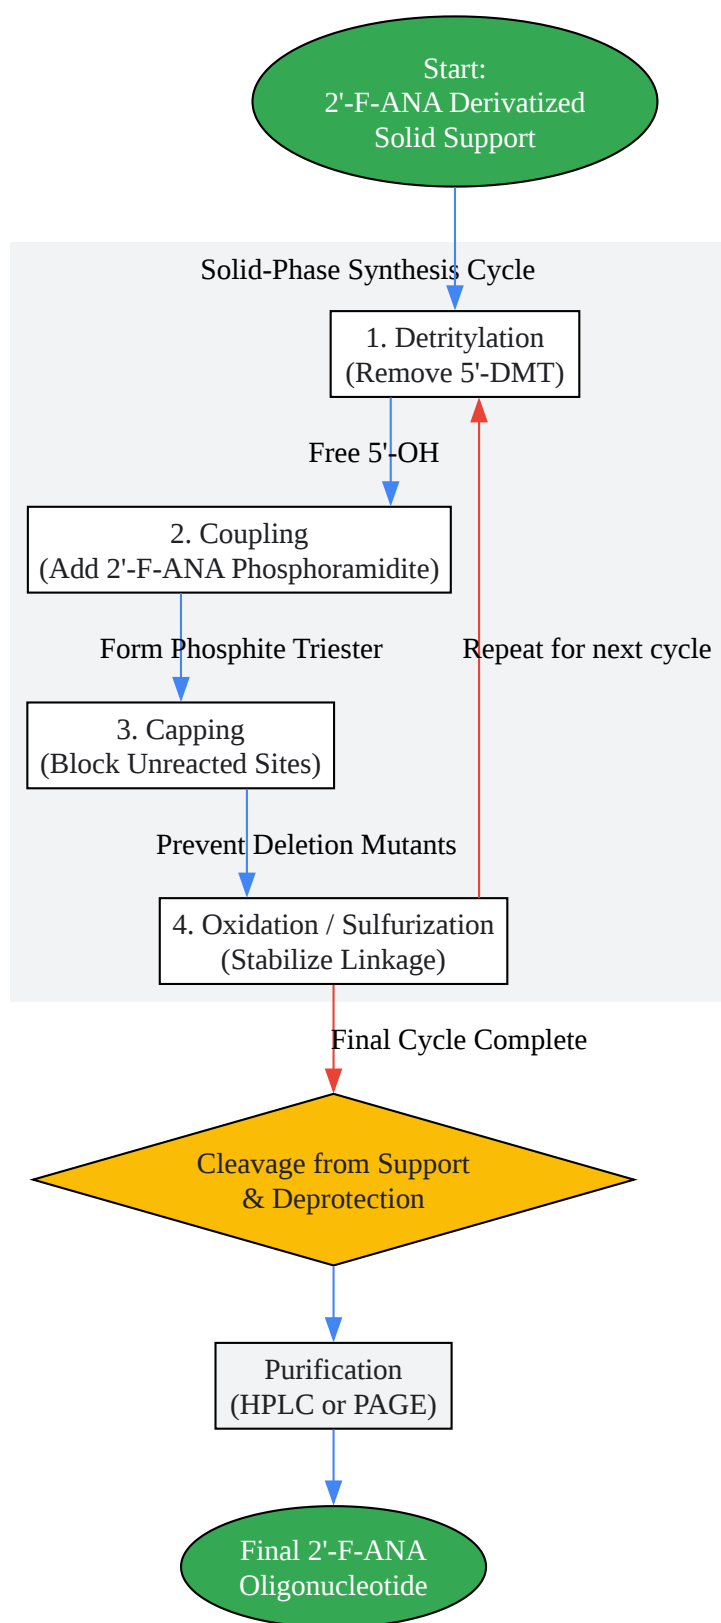 Start:
2'-F-ANA Derivatized
Solid Support
Solid-Phase Synthesis Cycle
1. Detritylation
(Remove 5'-DMT)
Free 5'-OH
2. Coupling
(Add 2'-F-ANA Phosphoramidite)
Form Phosphite Triester
Repeat for next cycle
3. Capping
(Block Unreacted Sites)
Prevent Deletion Mutants
4. Oxidation / Sulfurization
(Stabilize Linkage)
Final Cycle Complete
Cleavage from Support
& Deprotection
Purification
(HPLC or PAGE)
Final 2'-F-ANA
Oligonucleotide